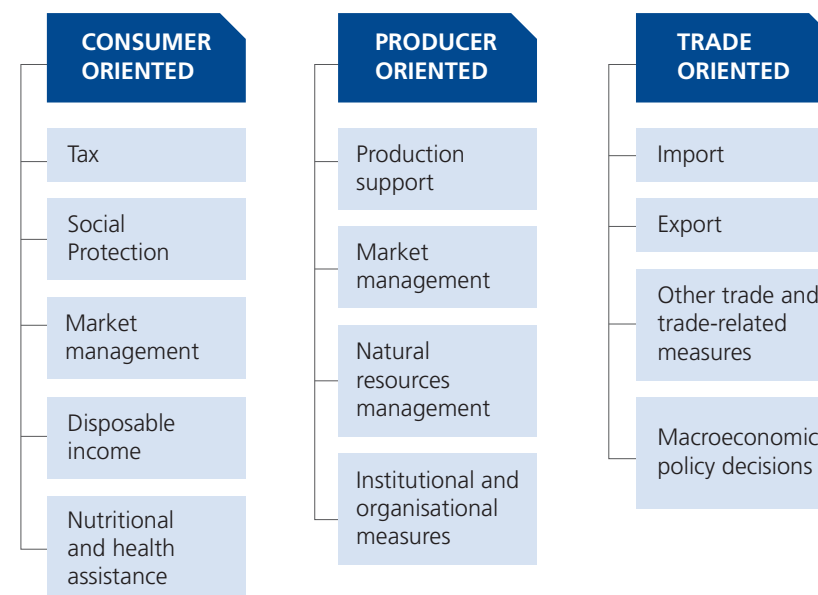 CONSUMER
ORIENTED
Tax
Social
Protection
Market
management
Disposable
income
Nutritional
and health
assistance
PRODUCER
ORIENTED
Production
support
Market
management
Natural
resources
management
Institutional and
organisational
measures
TRADE
ORIENTED
Import
Export
Other trade and
trade-related
measures
Macroeconomic
policy decisions